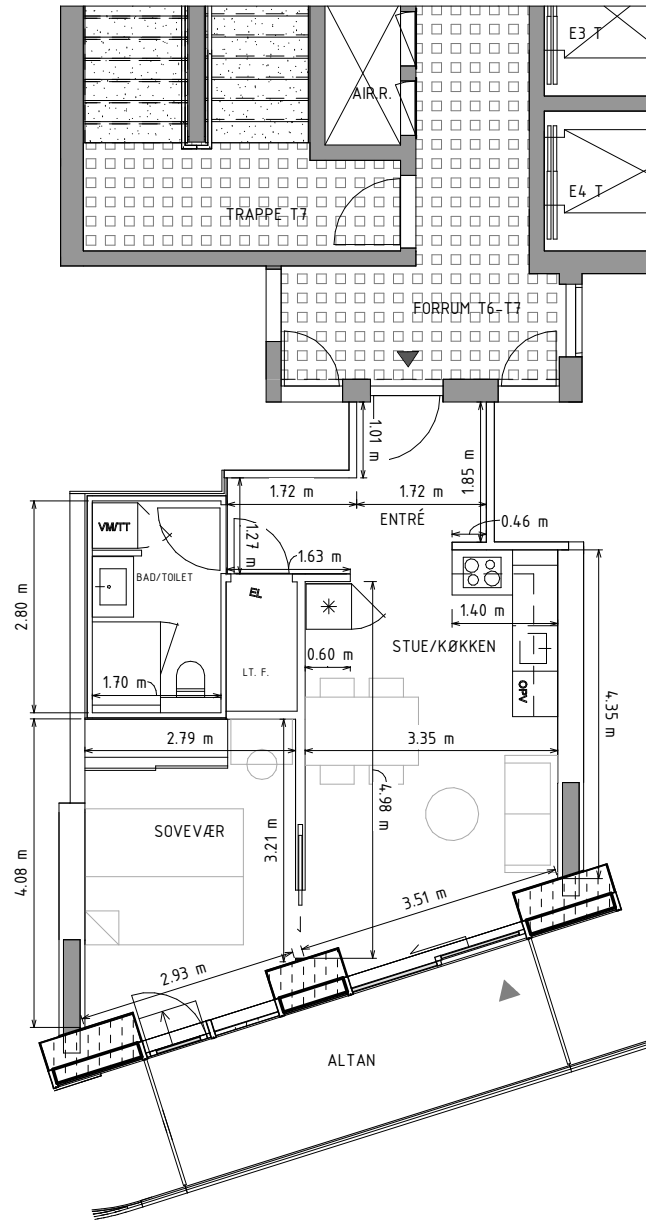 E3 T
AIR.R.
E4 T
TRAPPE T7
FORRUM T6-T7
1.01 m
1.85 m
1.72 m
1.72 m
ENTRÉ
0.46 m
VM/TT
1.27 m
1.63 m
BAD/TOILET
EL
2.80 m
1.40 m
STUE/KØKKEN
LT. F.
0.60 m
1.70 m
OPV
4.35 m
2.79 m
3.35 m
4.98 m
SOVEVÆR
3.21 m
4.08 m
3.51 m
2.93 m
ALTAN